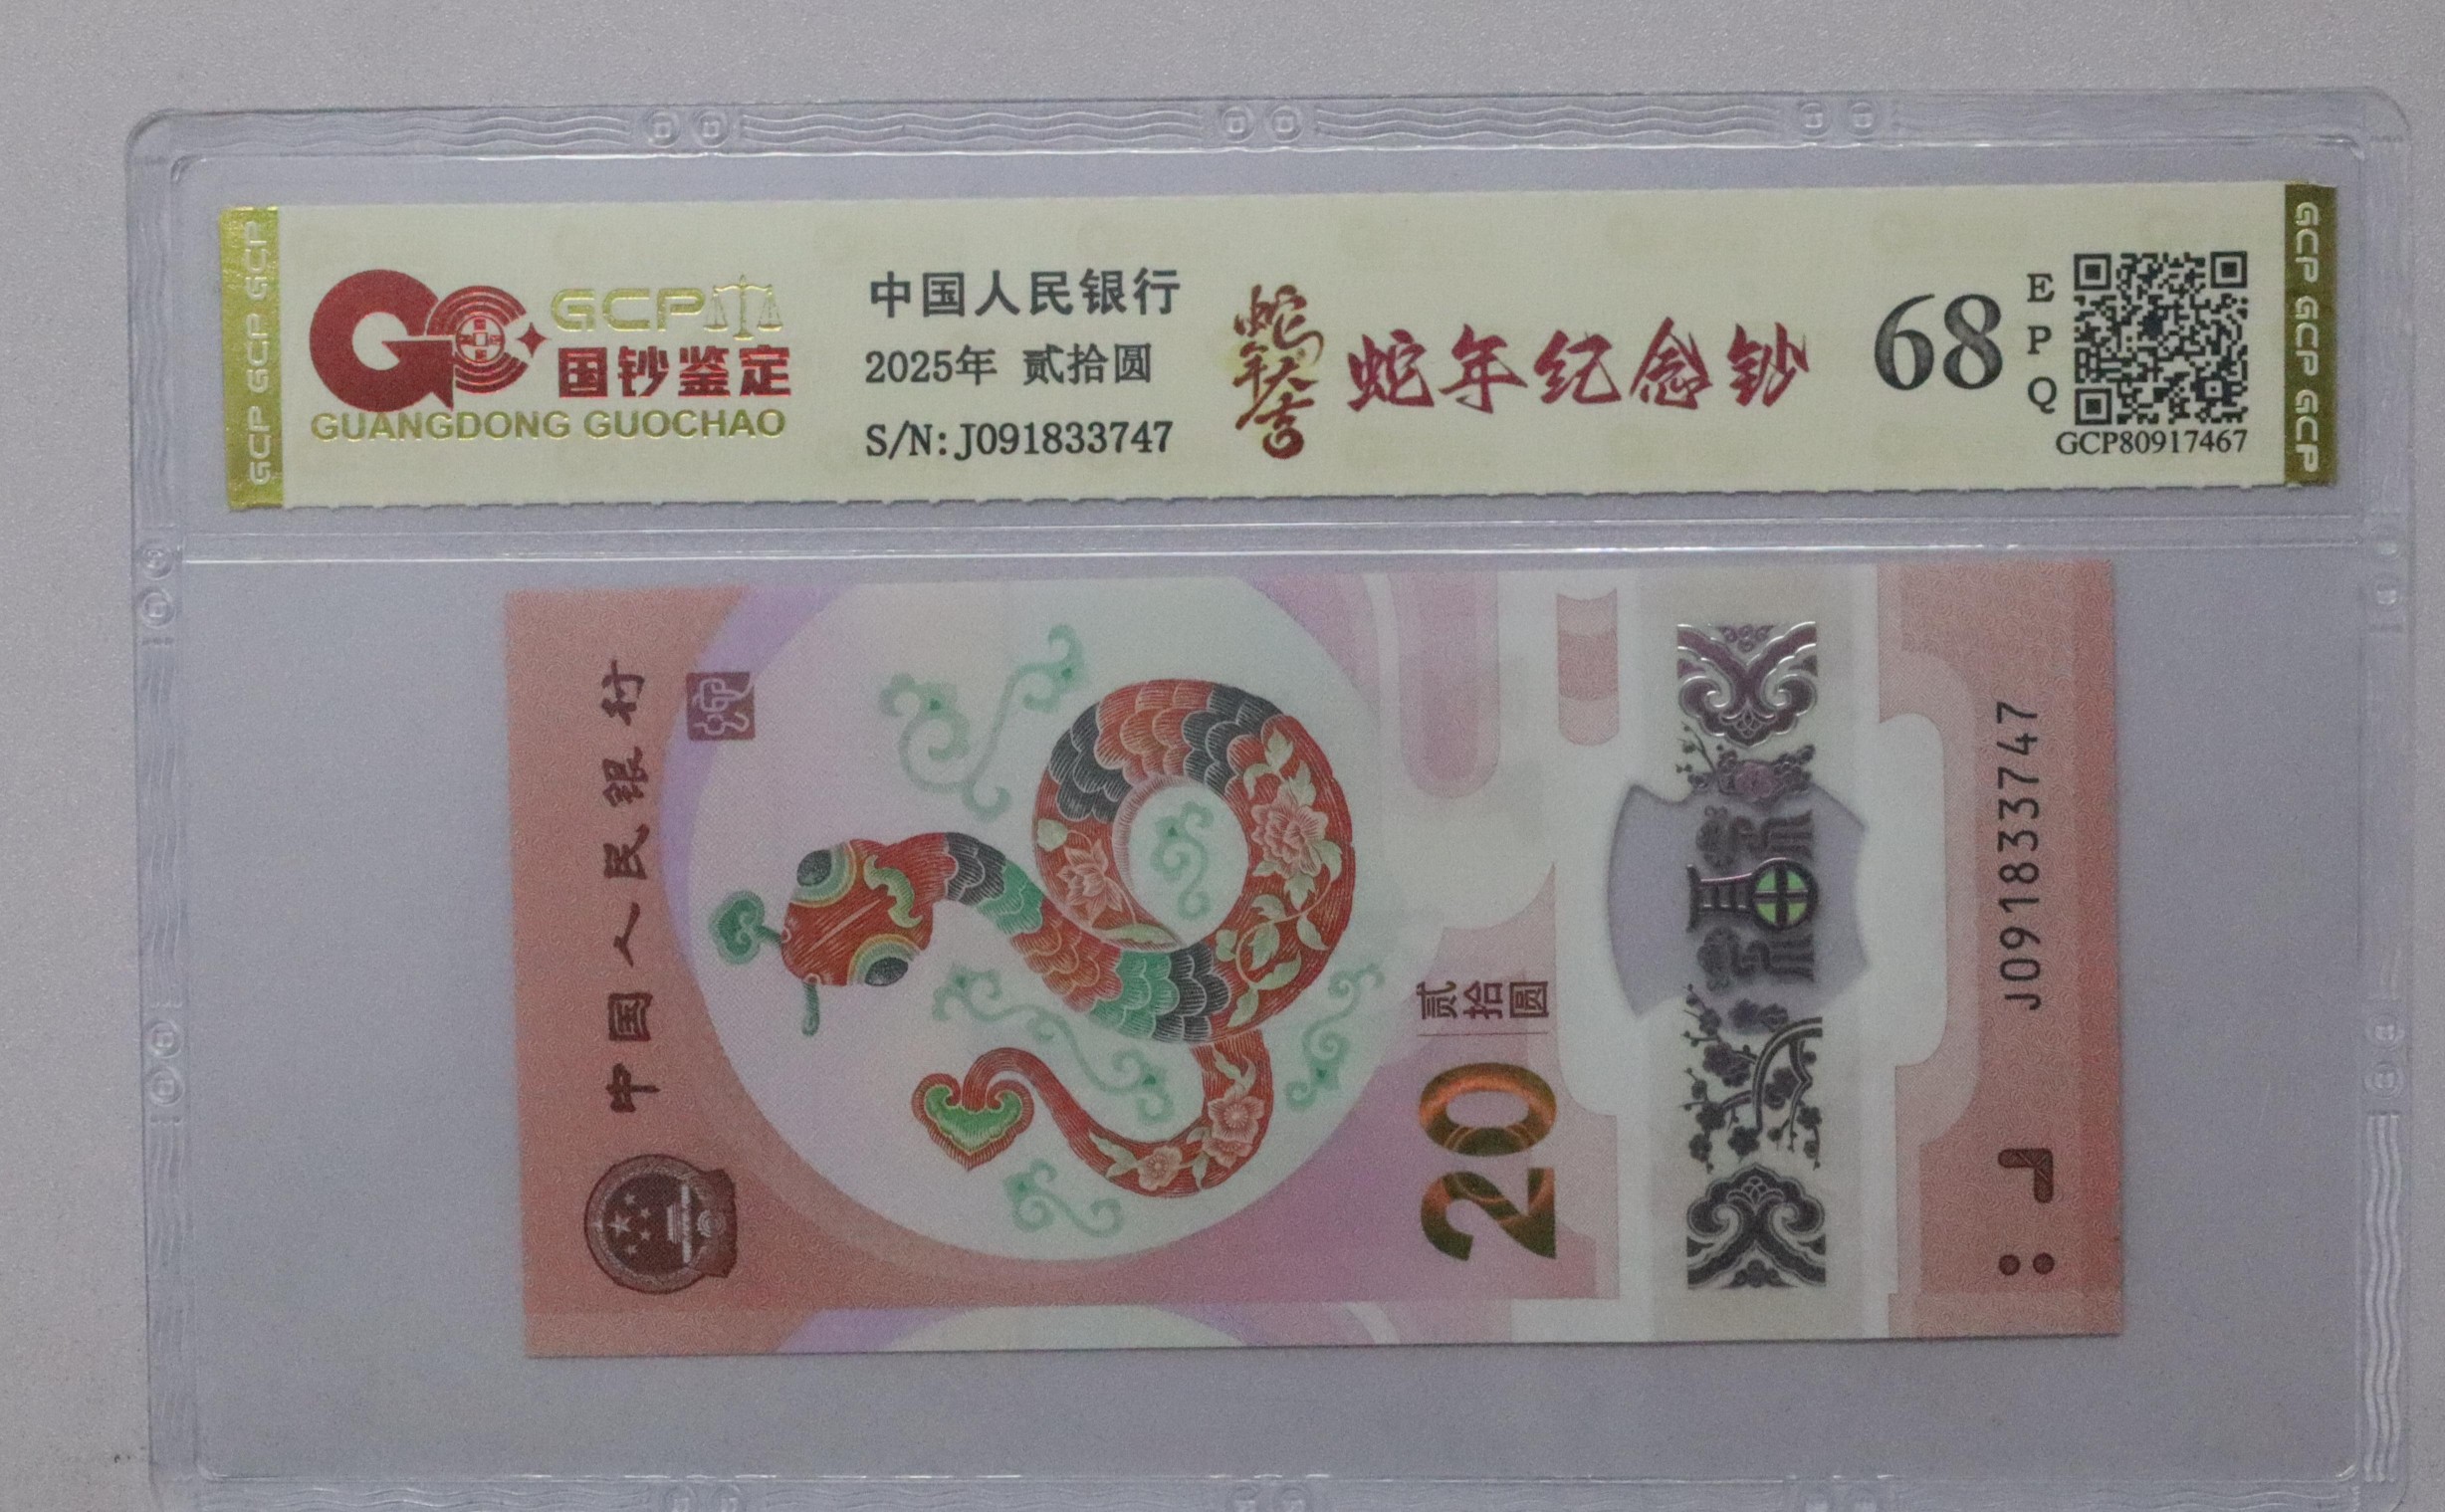 GCP GCP GCP
GCP
国钞鉴定
GUANGDONG GUOCHAO
中国人民银行
2025年 贰拾圆
S/N:J091833747
蛇年大吉
蛇年纪念钞
68
EPQ
GCP80917467
GCP GCP GCP
中国人民银行
贰拾圆
20
J091833747